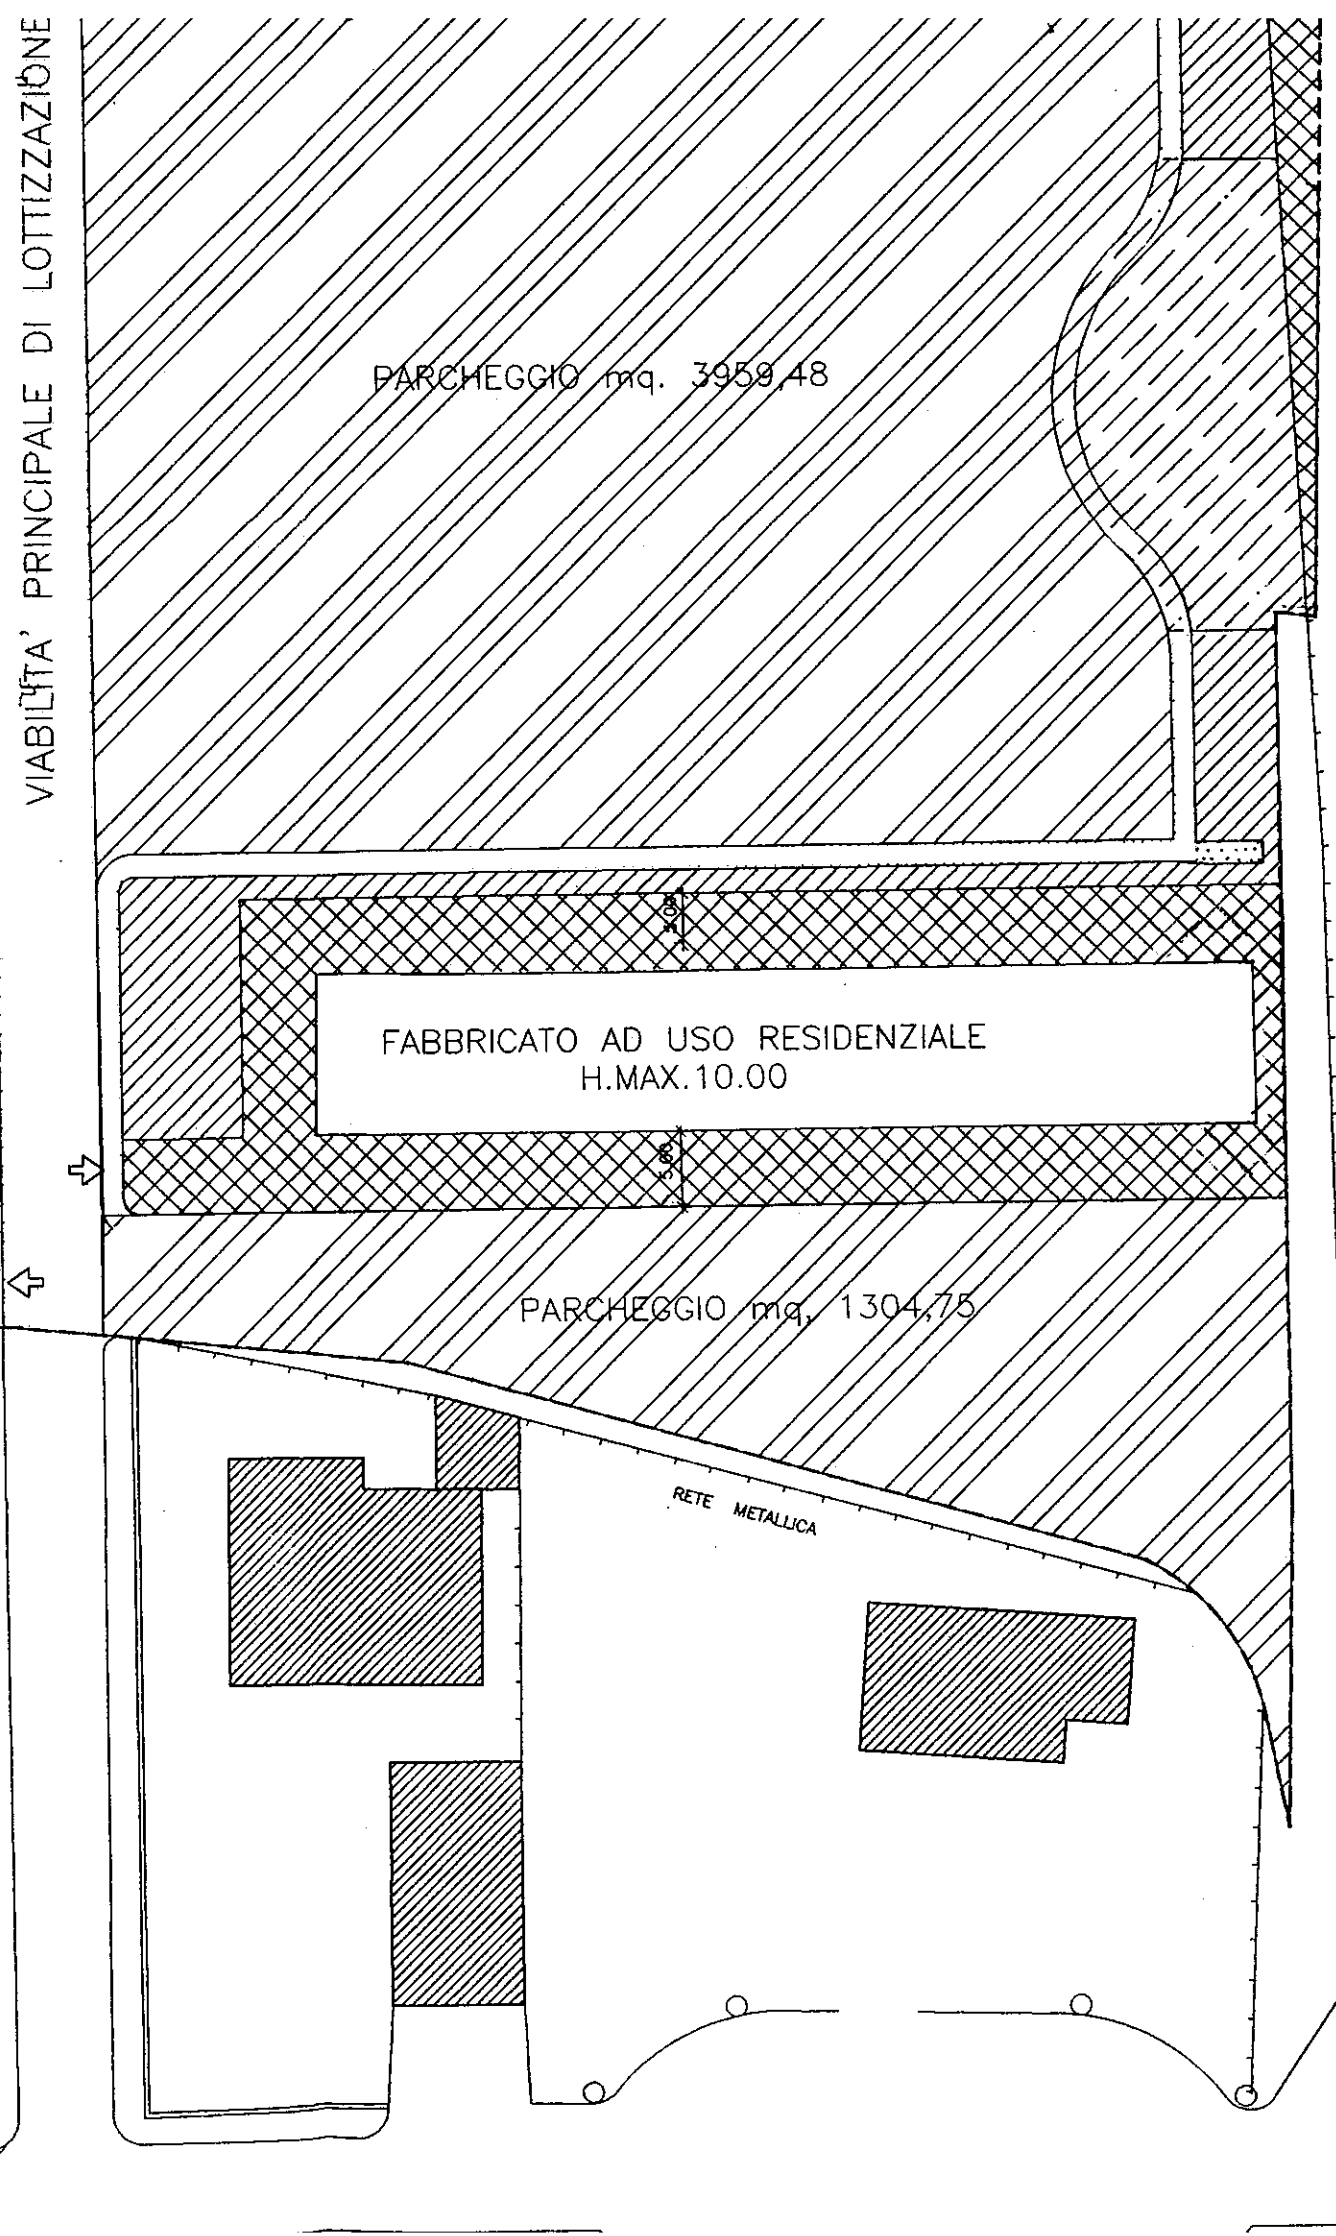 VIABILITA' PRINCIPALE DI LOTTIZZAZIONE
PARCHEGGIO mq. 3959,48
FABBRICATO AD USO RESIDENZIALE
H.MAX.10.00
PARCHEGGIO mq, 1304,75
RETE METALLICA